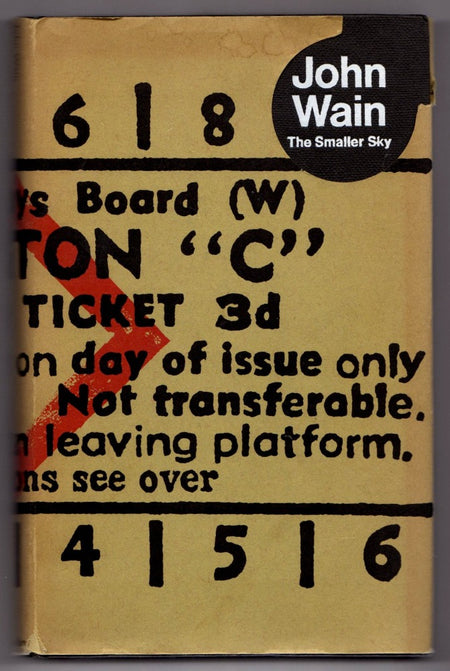 John
Wain
The Smaller Sky
6 | 8
ys Board (W)
TON "C"
TICKET 3d
on day of issue only
Not transferable.
n leaving platform.
ns see over
4 | 5 | 6